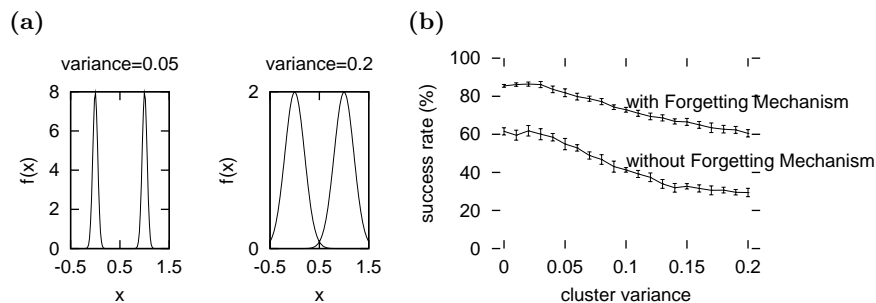 (a)
variance=0.05
variance=0.2
8
6
4
2
0
f(x)
-0.5 0.5 1.5
x
2
0
f(x)
-0.5 0.5 1.5
x
(b)
100
80
60
40
20
0
success rate (%)
with Forgetting Mechanism
without Forgetting Mechanism
0 0.05 0.1 0.15 0.2
cluster variance